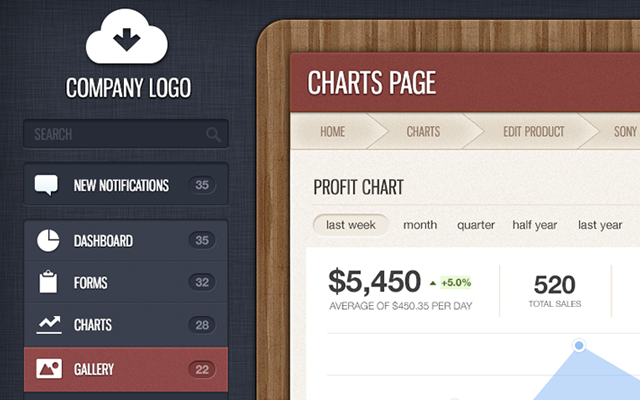 COMPANY LOGO
SEARCH
NEW NOTIFICATIONS 35
DASHBOARD 35
FORMS 32
CHARTS 28
GALLERY 22
CHARTS PAGE
HOME CHARTS EDIT PRODUCT SONY
PROFIT CHART
last week month quarter half year last year
$5,450 +5.0%
AVERAGE OF $450.35 PER DAY
520
TOTAL SALES